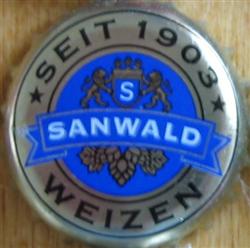 SEIT 1903
S
SANWALD
WEIZEN